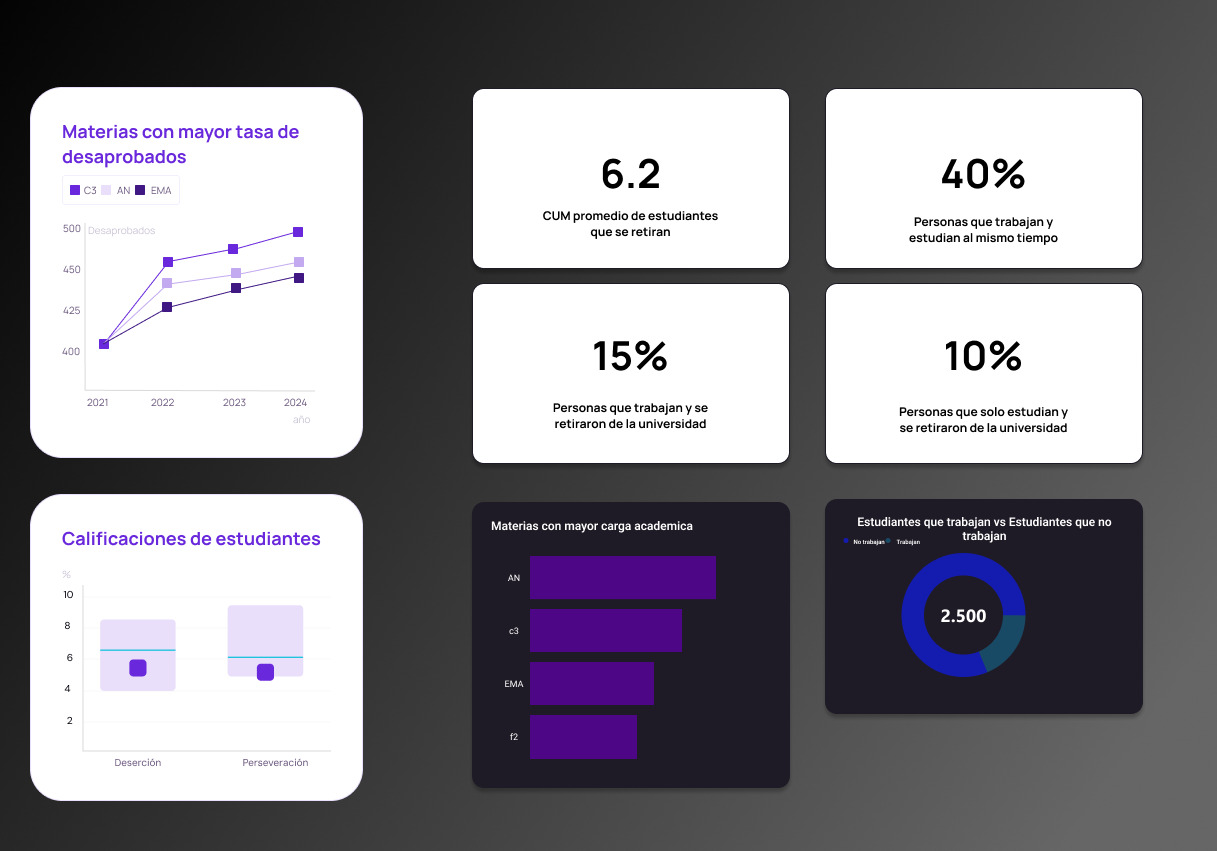 Materias con mayor tasa de
desaprobados
C3 AN EMA
500
Desaprobados
450
425
400
2021 2022 2023 2024
año
6.2
CUM promedio de estudiantes
que se retiran
40%
Personas que trabajan y
estudian al mismo tiempo
15%
Personas que trabajan y se
retiraron de la universidad
10%
Personas que solo estudian y
se retiraron de la universidad
Calificaciones de estudiantes
%
10
8
6
4
2
Deserción Perseveración
Materias con mayor carga academica
AN
c3
EMA
f2
Estudiantes que trabajan vs Estudiantes que no
trabajan
No trabajan Trabajan
2.500